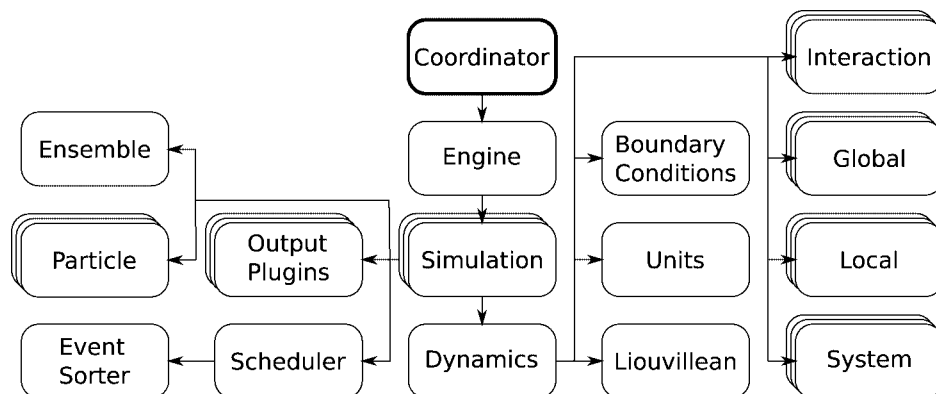 Coordinator
Interaction
Ensemble
Engine
Boundary
Conditions
Global
Particle
Output
Plugins
Simulation
Units
Local
Event
Sorter
Scheduler
Dynamics
Liouvillean
System